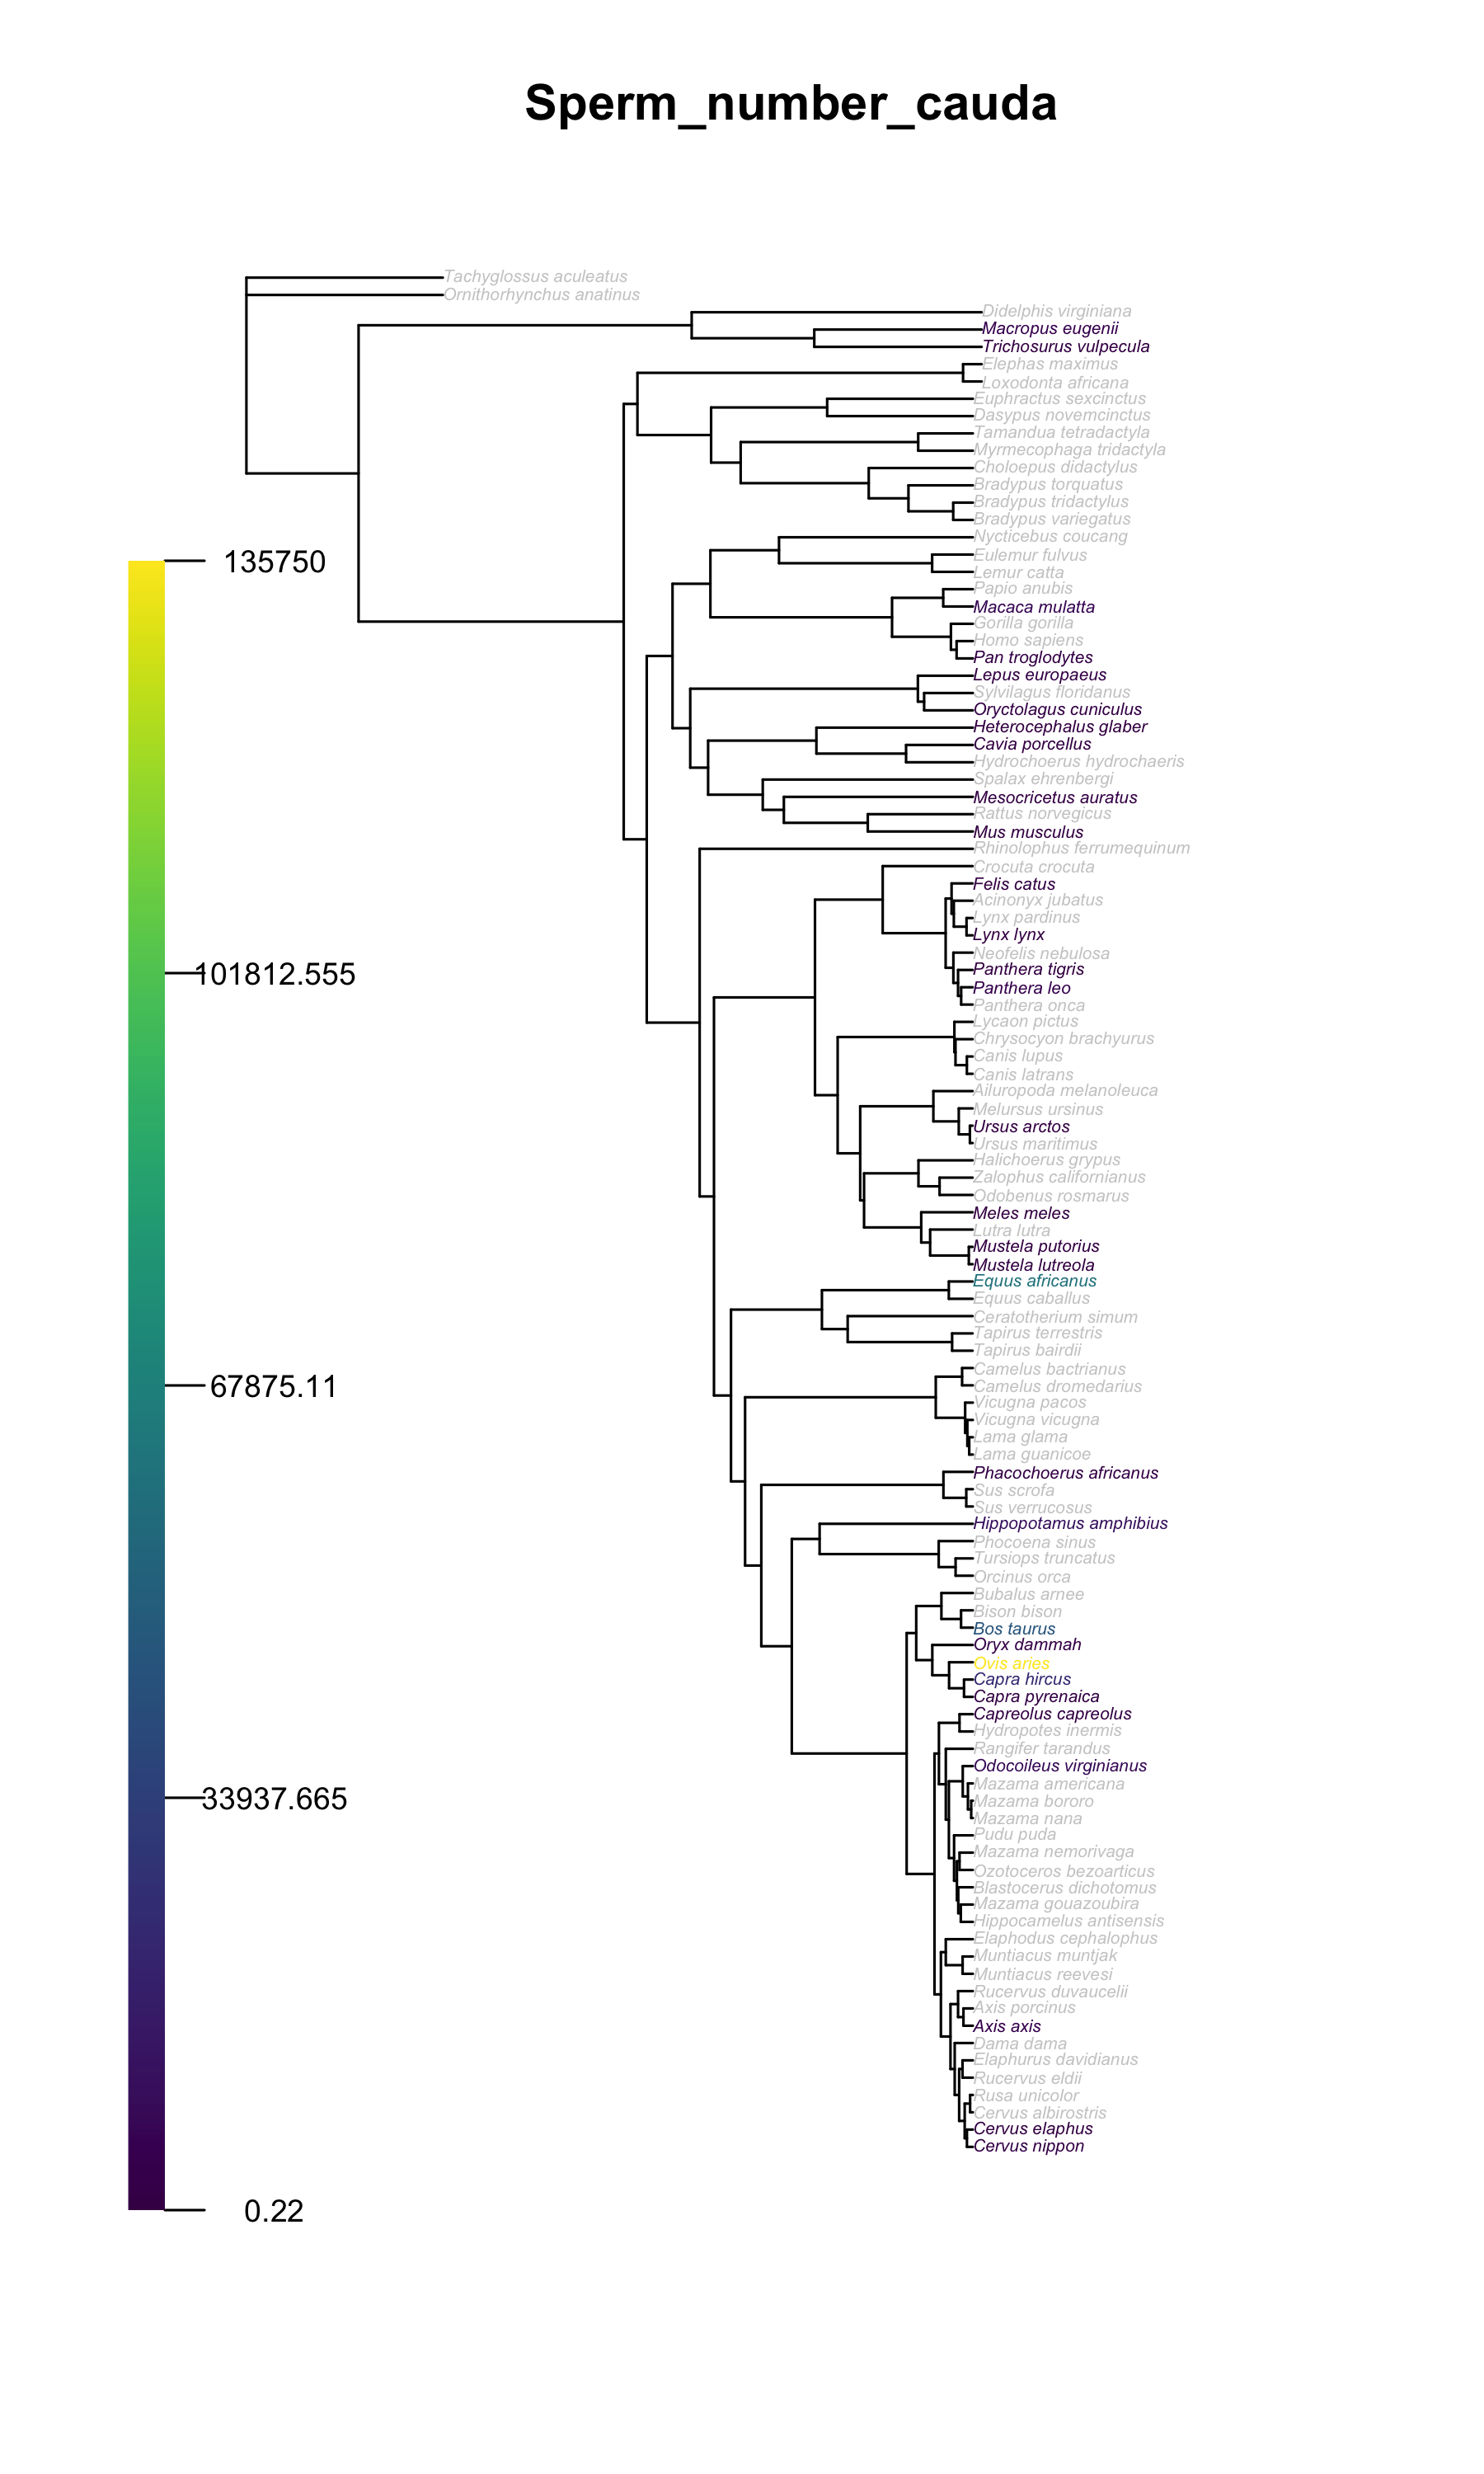 Sperm_number_cauda
Tachyglossus aculeatus
Ornithorhynchus anatinus
Didelphis virginiana
Macropus eugenii
Trichosurus vulpecula
Elephas maximus
Loxodonta africana
Euphractus sexcinctus
Dasypus novemcinctus
Tamandua tetradactyla
Myrmecophaga tridactyla
Choloepus didactylus
Bradypus torquatus
Bradypus tridactylus
Bradypus variegatus
Nycticebus coucang
Eulemur fulvus
Lemur catta
Papio anubis
Macaca mulatta
Gorilla gorilla
Homo sapiens
Pan troglodytes
Lepus europaeus
Sylvilagus floridanus
Oryctolagus cuniculus
Heterocephalus glaber
Cavia porcellus
Hydrochoerus hydrochaeris
Spalax ehrenbergi
Mesocricetus auratus
Rattus norvegicus
Mus musculus
Rhinolophus ferrumequinum
Crocuta crocuta
Felis catus
Acinonyx jubatus
Lynx pardinus
Lynx lynx
Neofelis nebulosa
Panthera tigris
Panthera leo
Panthera onca
Lycaon pictus
Chrysocyon brachyurus
Canis lupus
Canis latrans
Ailuropoda melanoleuca
Melursus ursinus
Ursus arctos
Ursus maritimus
Halichoerus grypus
Zalophus californianus
Odobenus rosmarus
Meles meles
Lutra lutra
Mustela putorius
Mustela lutreola
Equus africanus
Equus caballus
Ceratotherium simum
Tapirus terrestris
Tapirus bairdii
Camelus bactrianus
Camelus dromedarius
Vicugna pacos
Vicugna vicugna
Lama glama
Lama guanicoe
Phacochoerus africanus
Sus scrofa
Sus verrucosus
Hippopotamus amphibius
Phocoena sinus
Tursiops truncatus
Orcinus orca
Bubalus arnee
Bison bison
Bos taurus
Oryx dammah
Ovis aries
Capra hircus
Capra pyrenaica
Capreolus capreolus
Hydropotes inermis
Rangifer tarandus
Odocoileus virginianus
Mazama americana
Mazama bororo
Mazama nana
Pudu puda
Mazama nemorivaga
Ozotoceros bezoarticus
Blastocerus dichotomus
Mazama gouazoubira
Hippocamelus antisensis
Elaphodus cephalophus
Muntiacus muntjak
Muntiacus reevesi
Rucervus duvaucelii
Axis porcinus
Axis axis
Dama dama
Elaphurus davidianus
Rucervus eldii
Rusa unicolor
Cervus albirostris
Cervus elaphus
Cervus nippon
135750
101812.555
67875.11
33937.665
0.22